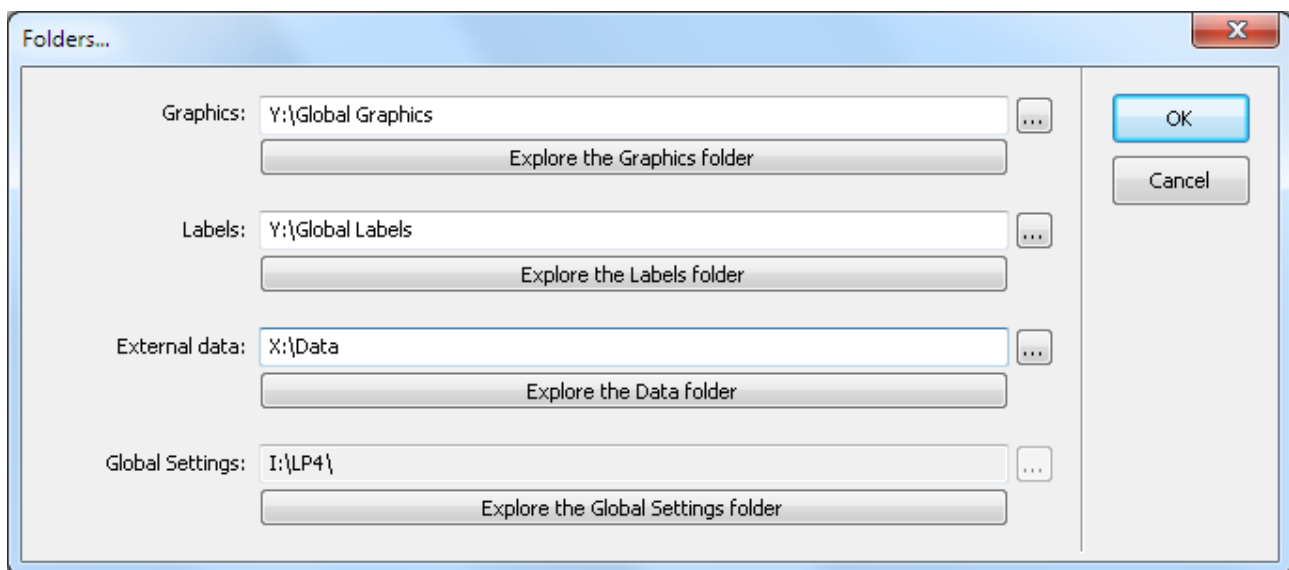 Folders...
Graphics: Y:\Global Graphics ...
Explore the Graphics folder
Labels: Y:\Global Labels ...
Explore the Labels folder
External data: X:\Data ...
Explore the Data folder
Global Settings: I:\LP4\ ...
Explore the Global Settings folder
OK
Cancel